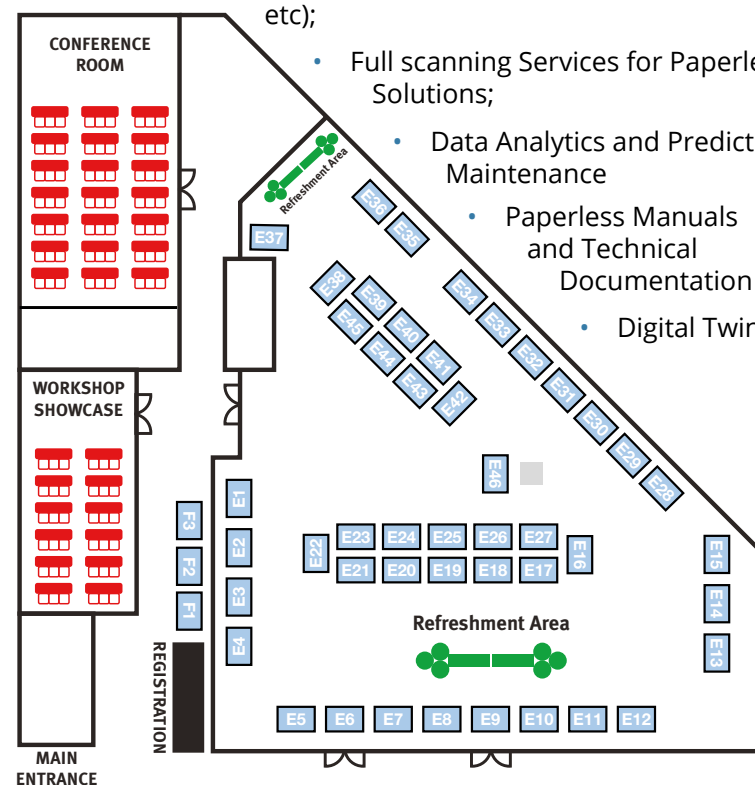 etc);
• Full scanning Services for Paperle
Solutions;
• Data Analytics and Predict
Maintenance
• Paperless Manuals
and Technical
Documentation
• Digital Twin
CONFERENCE
ROOM
Refreshment Area
E36
E35
E37
E34
E33
E32
E31
E30
E29
E28
E38
E39
E40
E41
E45
E44
E43
E42
WORKSHOP
SHOWCASE
E46
F3
F2
F1
E1
E2
E3
E4
E22
E23 E24 E25 E26 E27
E21 E20 E19 E18 E17
E16
E15
E14
E13
Refreshment Area
REGISTRATION
E5 E6 E7 E8 E9 E10 E11 E12
MAIN
ENTRANCE